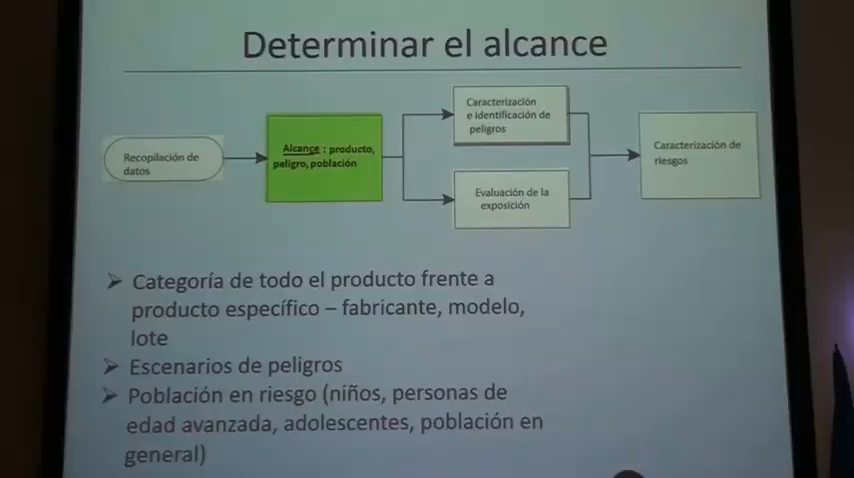 Determinar el alcance
Recopilación de
datos
Alcance : producto,
peligro, población
Caracterización
e identificación de
peligros
Evaluación de la
exposición
Caracterización de
riesgos
➢ Categoría de todo el producto frente a
producto específico – fabricante, modelo,
lote
➢ Escenarios de peligros
➢ Población en riesgo (niños, personas de
edad avanzada, adolescentes, población en
general)